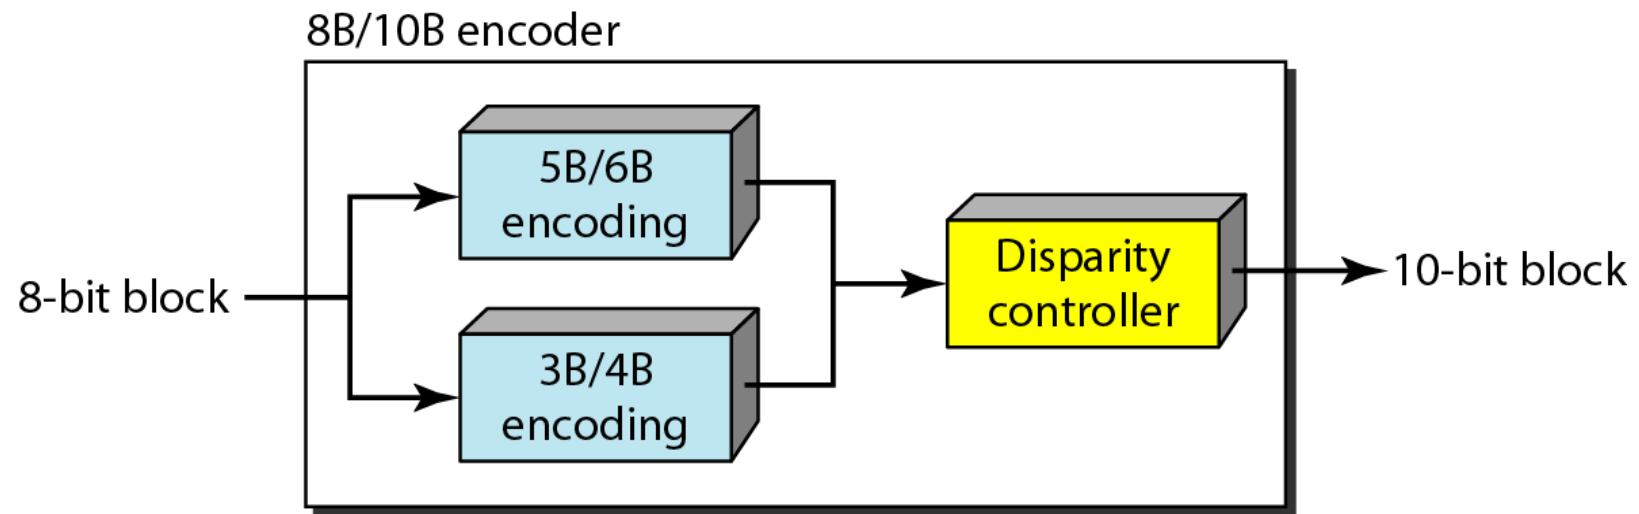 8B/10B encoder
5B/6B
encoding
8-bit block
3B/4B
encoding
Disparity
controller
10-bit block